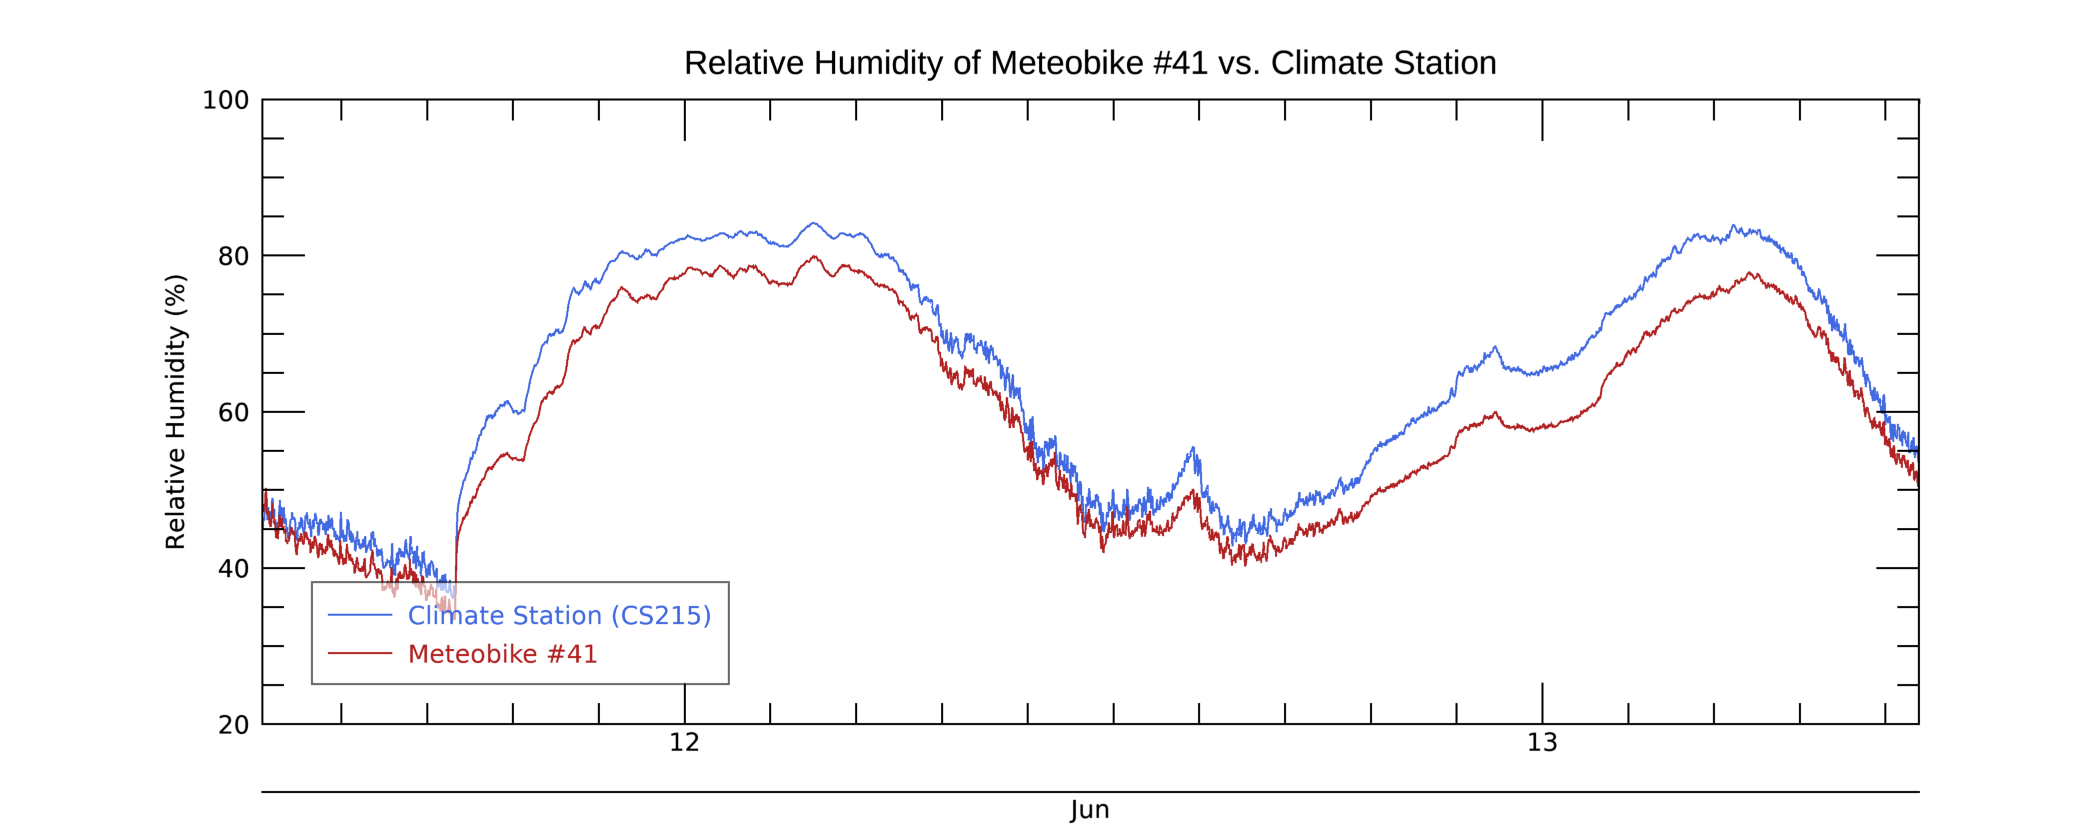 Relative Humidity of Meteobike #41 vs. Climate Station
Relative Humidity (%)
100
80
60
40
20
Climate Station (CS215)
Meteobike #41
12
13
Jun